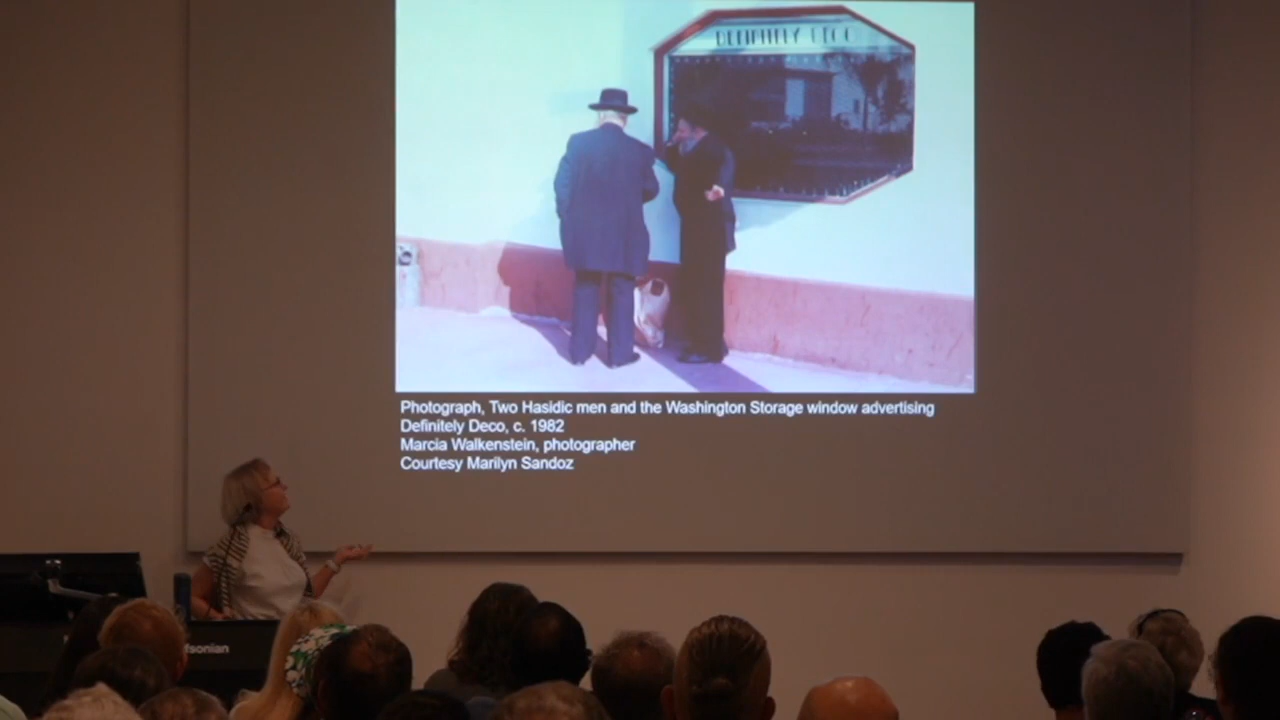 DEFINITELY DECO
Photograph, Two Hasidic men and the Washington Storage window advertising
Definitely Deco, c. 1982
Marcia Walkenstein, photographer
Courtesy Marilyn Sandoz
fsonian